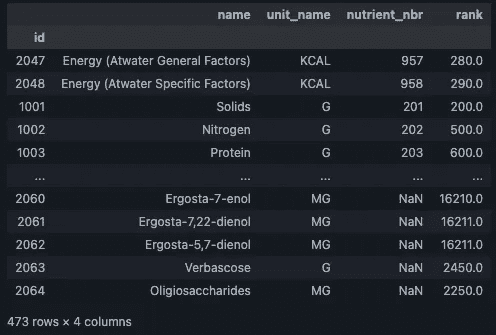 name unit_name nutrient_nbr rank
id
2047 Energy (Atwater General Factors) KCAL 957 280.0
2048 Energy (Atwater Specific Factors) KCAL 958 290.0
1001 Solids G 201 200.0
1002 Nitrogen G 202 500.0
1003 Protein G 203 600.0
... ... ... ... ...
2060 Ergosta-7-enol MG NaN 16210.0
2061 Ergosta-7,22-dienol MG NaN 16211.0
2062 Ergosta-5,7-dienol MG NaN 16211.0
2063 Verbascose G NaN 2450.0
2064 Oligiosaccharides MG NaN 2250.0
473 rows × 4 columns